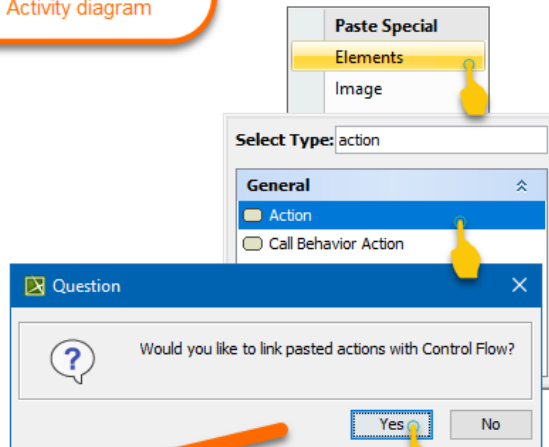 Activity diagram
Paste Special
Elements
Image
Select Type: action
General
Action
Call Behavior Action
Question
Would you like to link pasted actions with Control Flow?
Yes
No